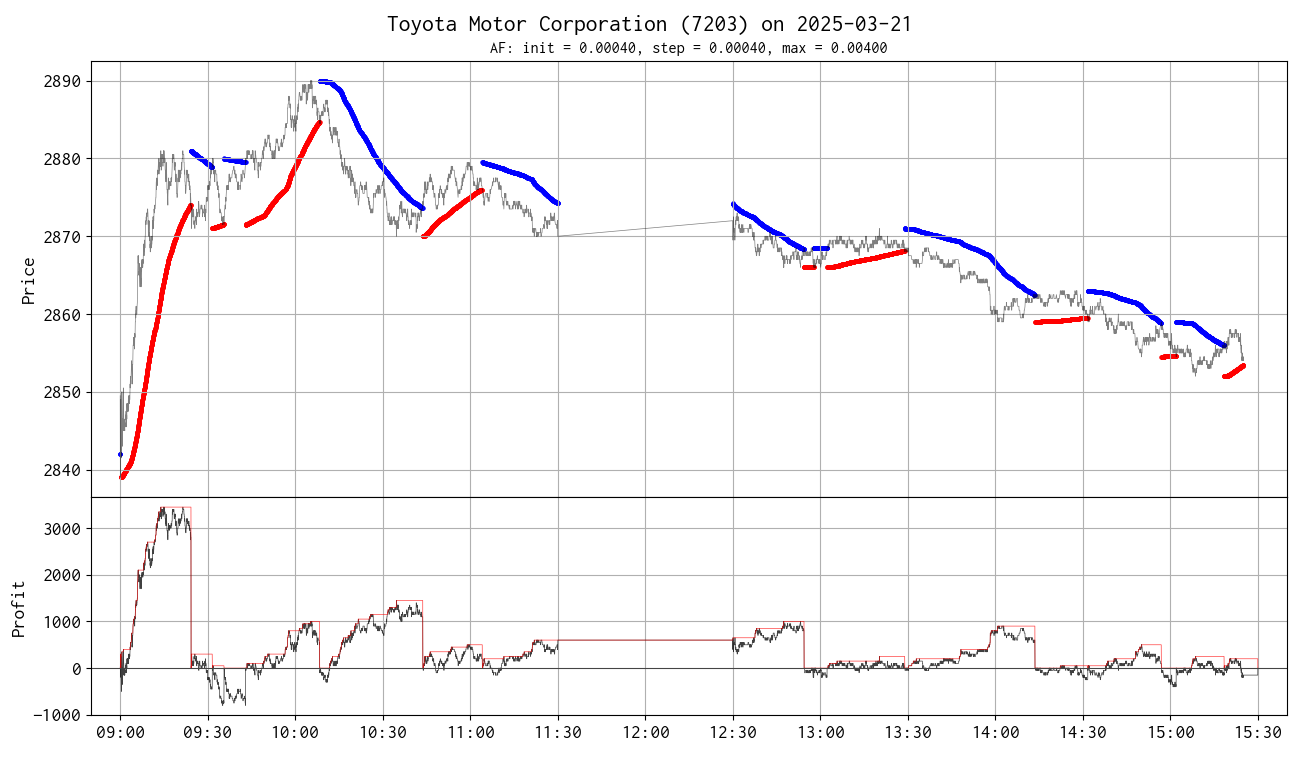 Toyota Motor Corporation (7203) on 2025-03-21
AF: init = 0.00040, step = 0.00040, max = 0.00400
2890
2880
2870
2860
2850
2840
Price
3000
2000
1000
0
−1000
Profit
09:00 09:30 10:00 10:30 11:00 11:30 12:00 12:30 13:00 13:30 14:00 14:30 15:00 15:30